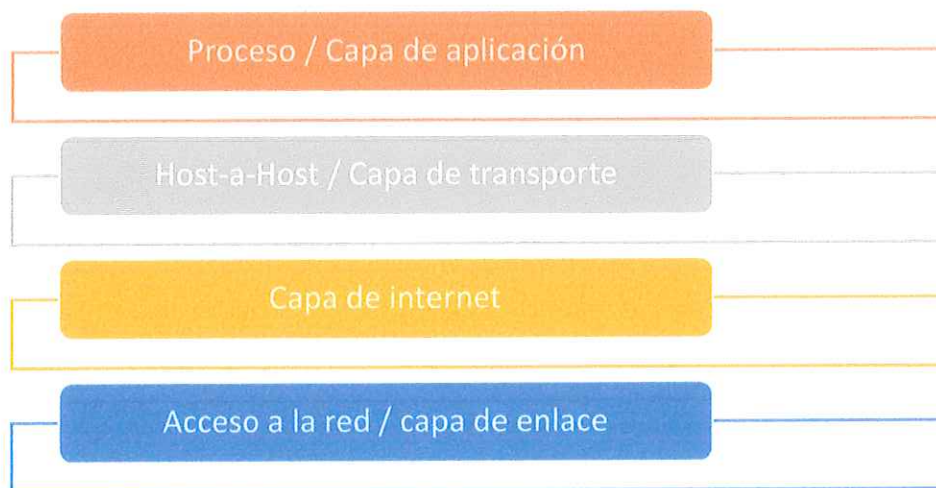 Proceso / Capa de aplicación
Host-a-Host / Capa de transporte
Capa de internet
Acceso a la red / capa de enlace